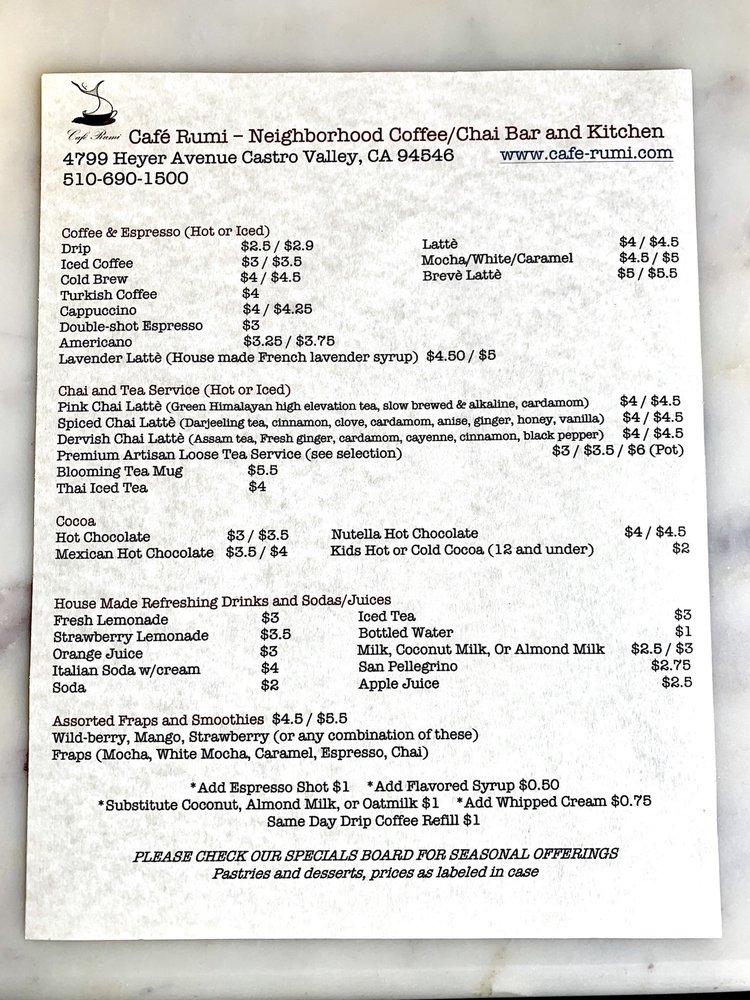 Café Rumi
Café Rumi – Neighborhood Coffee/Chai Bar and Kitchen
4799 Heyer Avenue Castro Valley, CA 94546 www.cafe-rumi.com
510-690-1500
Coffee & Espresso (Hot or Iced)
Drip $2.5 / $2.9
Iced Coffee $3 / $3.5
Cold Brew $4 / $4.5
Turkish Coffee $4
Cappuccino $4 / $4.25
Double-shot Espresso $3
Americano $3.25 / $3.75
Lattè $4 / $4.5
Mocha/White/Caramel $4.5 / $5
Brevè Lattè $5 / $5.5
Lavender Lattè (House made French lavender syrup) $4.50 / $5
Chai and Tea Service (Hot or Iced)
Pink Chai Lattè (Green Himalayan high elevation tea, slow brewed & alkaline, cardamom) $4 / $4.5
Spiced Chai Lattè (Darjeeling tea, cinnamon, clove, cardamom, anise, ginger, honey, vanilla) $4 / $4.5
Dervish Chai Lattè (Assam tea, Fresh ginger, cardamom, cayenne, cinnamon, black pepper) $4 / $4.5
Premium Artisan Loose Tea Service (see selection) $3 / $3.5 / $6 (Pot)
Blooming Tea Mug $5.5
Thai Iced Tea $4
Cocoa
Hot Chocolate $3 / $3.5
Mexican Hot Chocolate $3.5 / $4
Nutella Hot Chocolate $4 / $4.5
Kids Hot or Cold Cocoa (12 and under) $2
House Made Refreshing Drinks and Sodas/Juices
Fresh Lemonade $3
Strawberry Lemonade $3.5
Orange Juice $3
Italian Soda w/cream $4
Soda $2
Iced Tea $3
Bottled Water $1
Milk, Coconut Milk, Or Almond Milk $2.5 / $3
San Pellegrino $2.75
Apple Juice $2.5
Assorted Fraps and Smoothies $4.5 / $5.5
Wild-berry, Mango, Strawberry (or any combination of these)
Fraps (Mocha, White Mocha, Caramel, Espresso, Chai)
*Add Espresso Shot $1 *Add Flavored Syrup $0.50
*Substitute Coconut, Almond Milk, or Oatmilk $1 *Add Whipped Cream $0.75
Same Day Drip Coffee Refill $1
PLEASE CHECK OUR SPECIALS BOARD FOR SEASONAL OFFERINGS
Pastries and desserts, prices as labeled in case